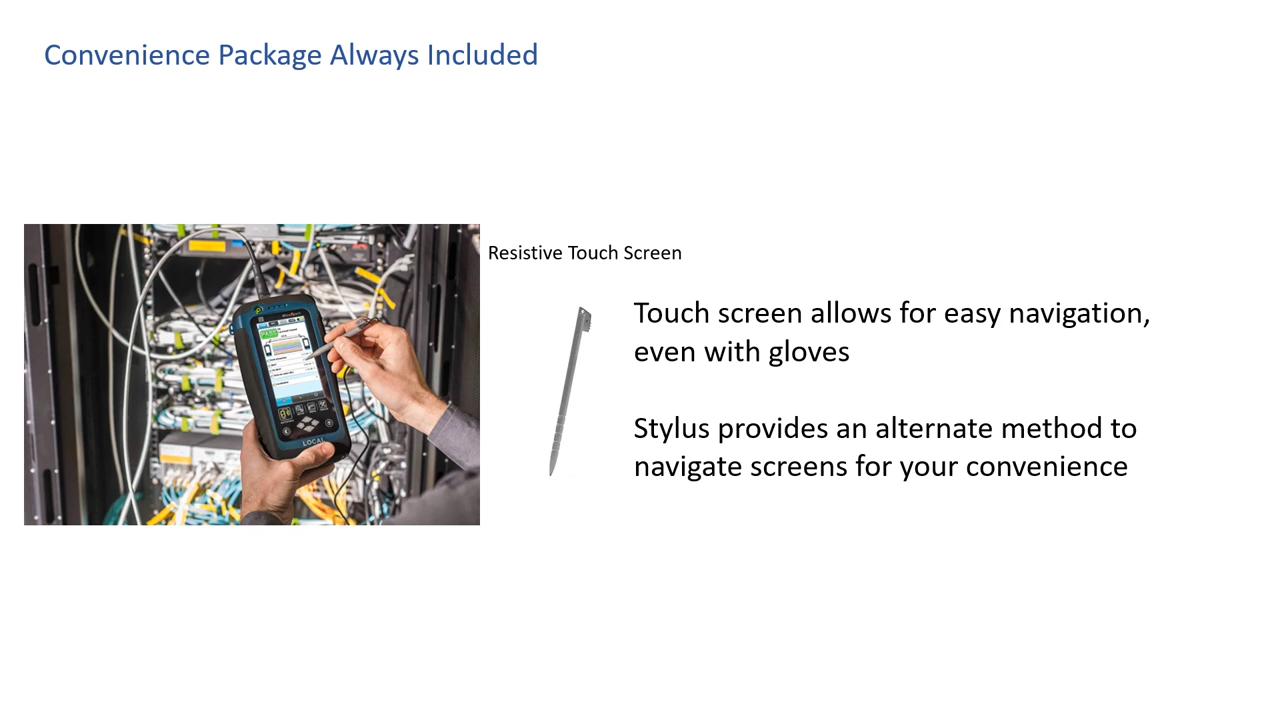 Convenience Package Always Included
Resistive Touch Screen
Touch screen allows for easy navigation,
even with gloves
Stylus provides an alternate method to
navigate screens for your convenience
LOCAL